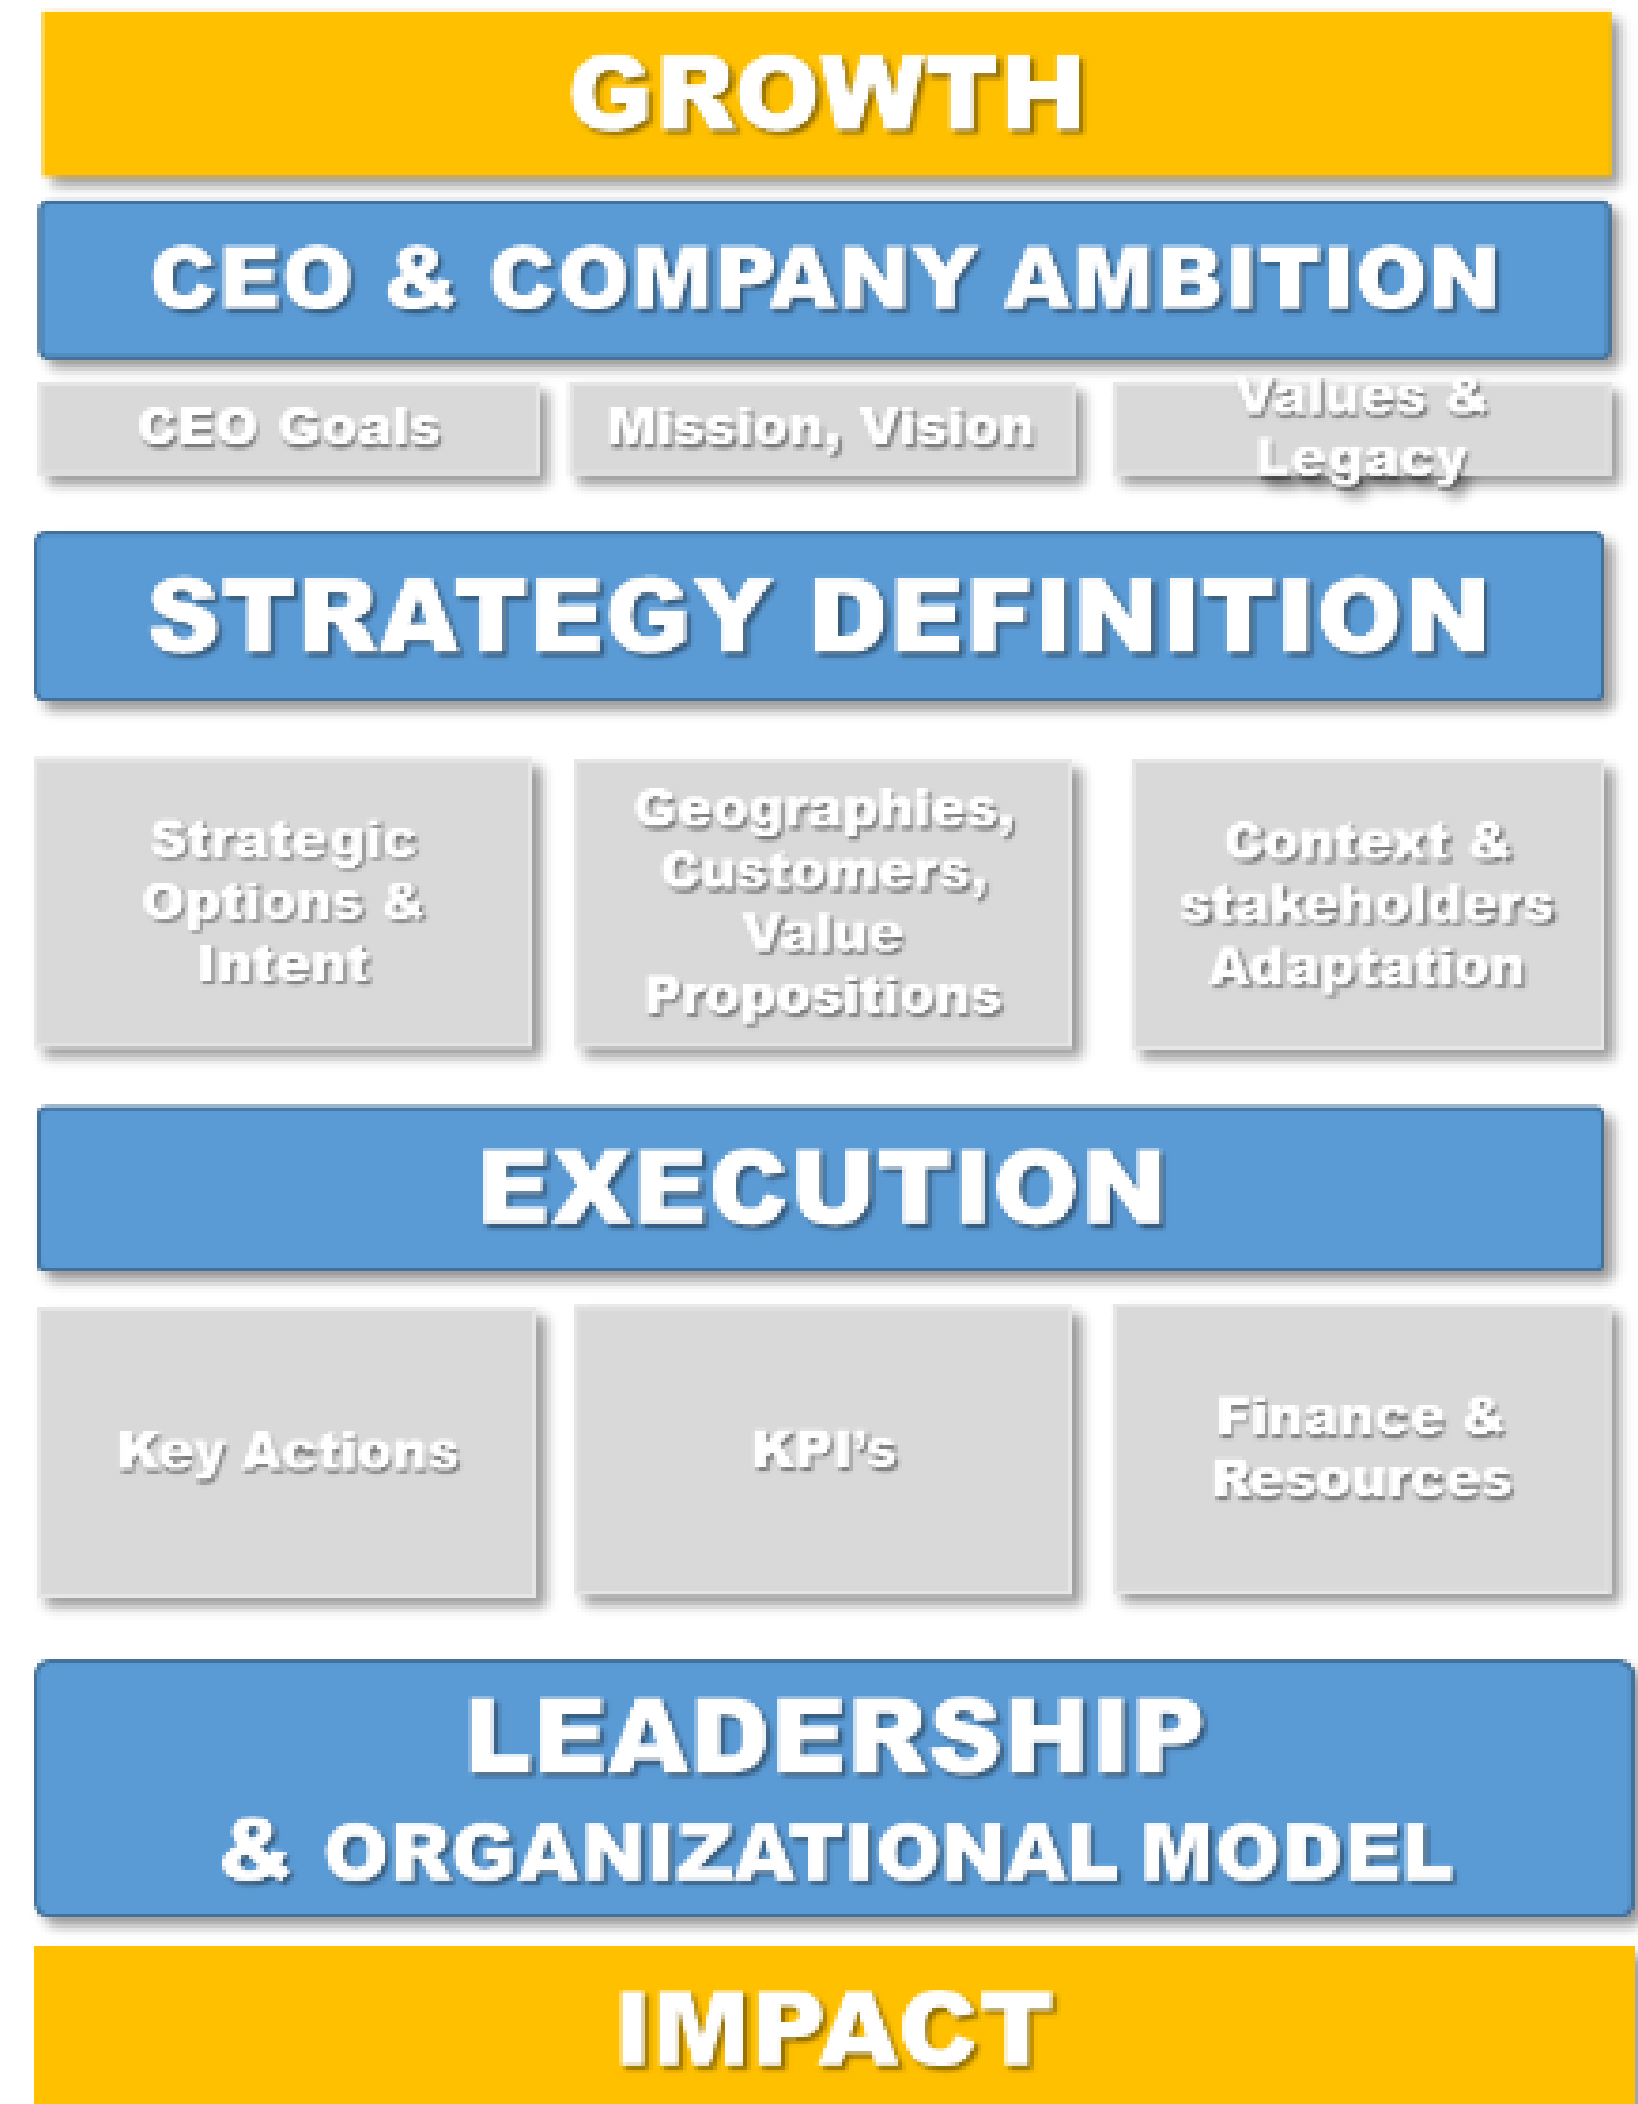 GROWTH
CEO & COMPANY AMBITION
CEO Goals
Mission, Vision
Values &
Legacy
STRATEGY DEFINITION
Strategic
Options &
Intent
Geographies,
Customers,
Value
Propositions
Context &
stakeholders
Adaptation
EXECUTION
Key Actions
KPI's
Finance &
Resources
LEADERSHIP
& ORGANIZATIONAL MODEL
IMPACT